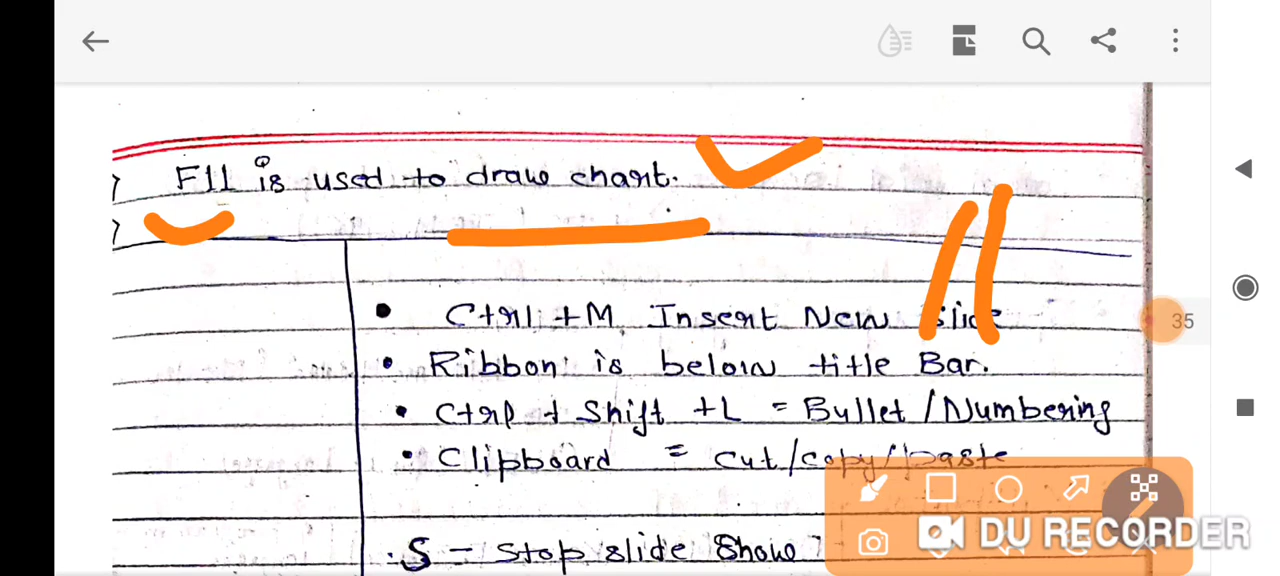 F11 is used to draw chart.
• Ctrl + M Insert New Slide
35
• Ribbon is below title Bar.
• Ctrl + Shift + L = Bullet / Numbering
• Clipboard = Cut/copy/paste
DU RECORDER
S - Stop slide Show